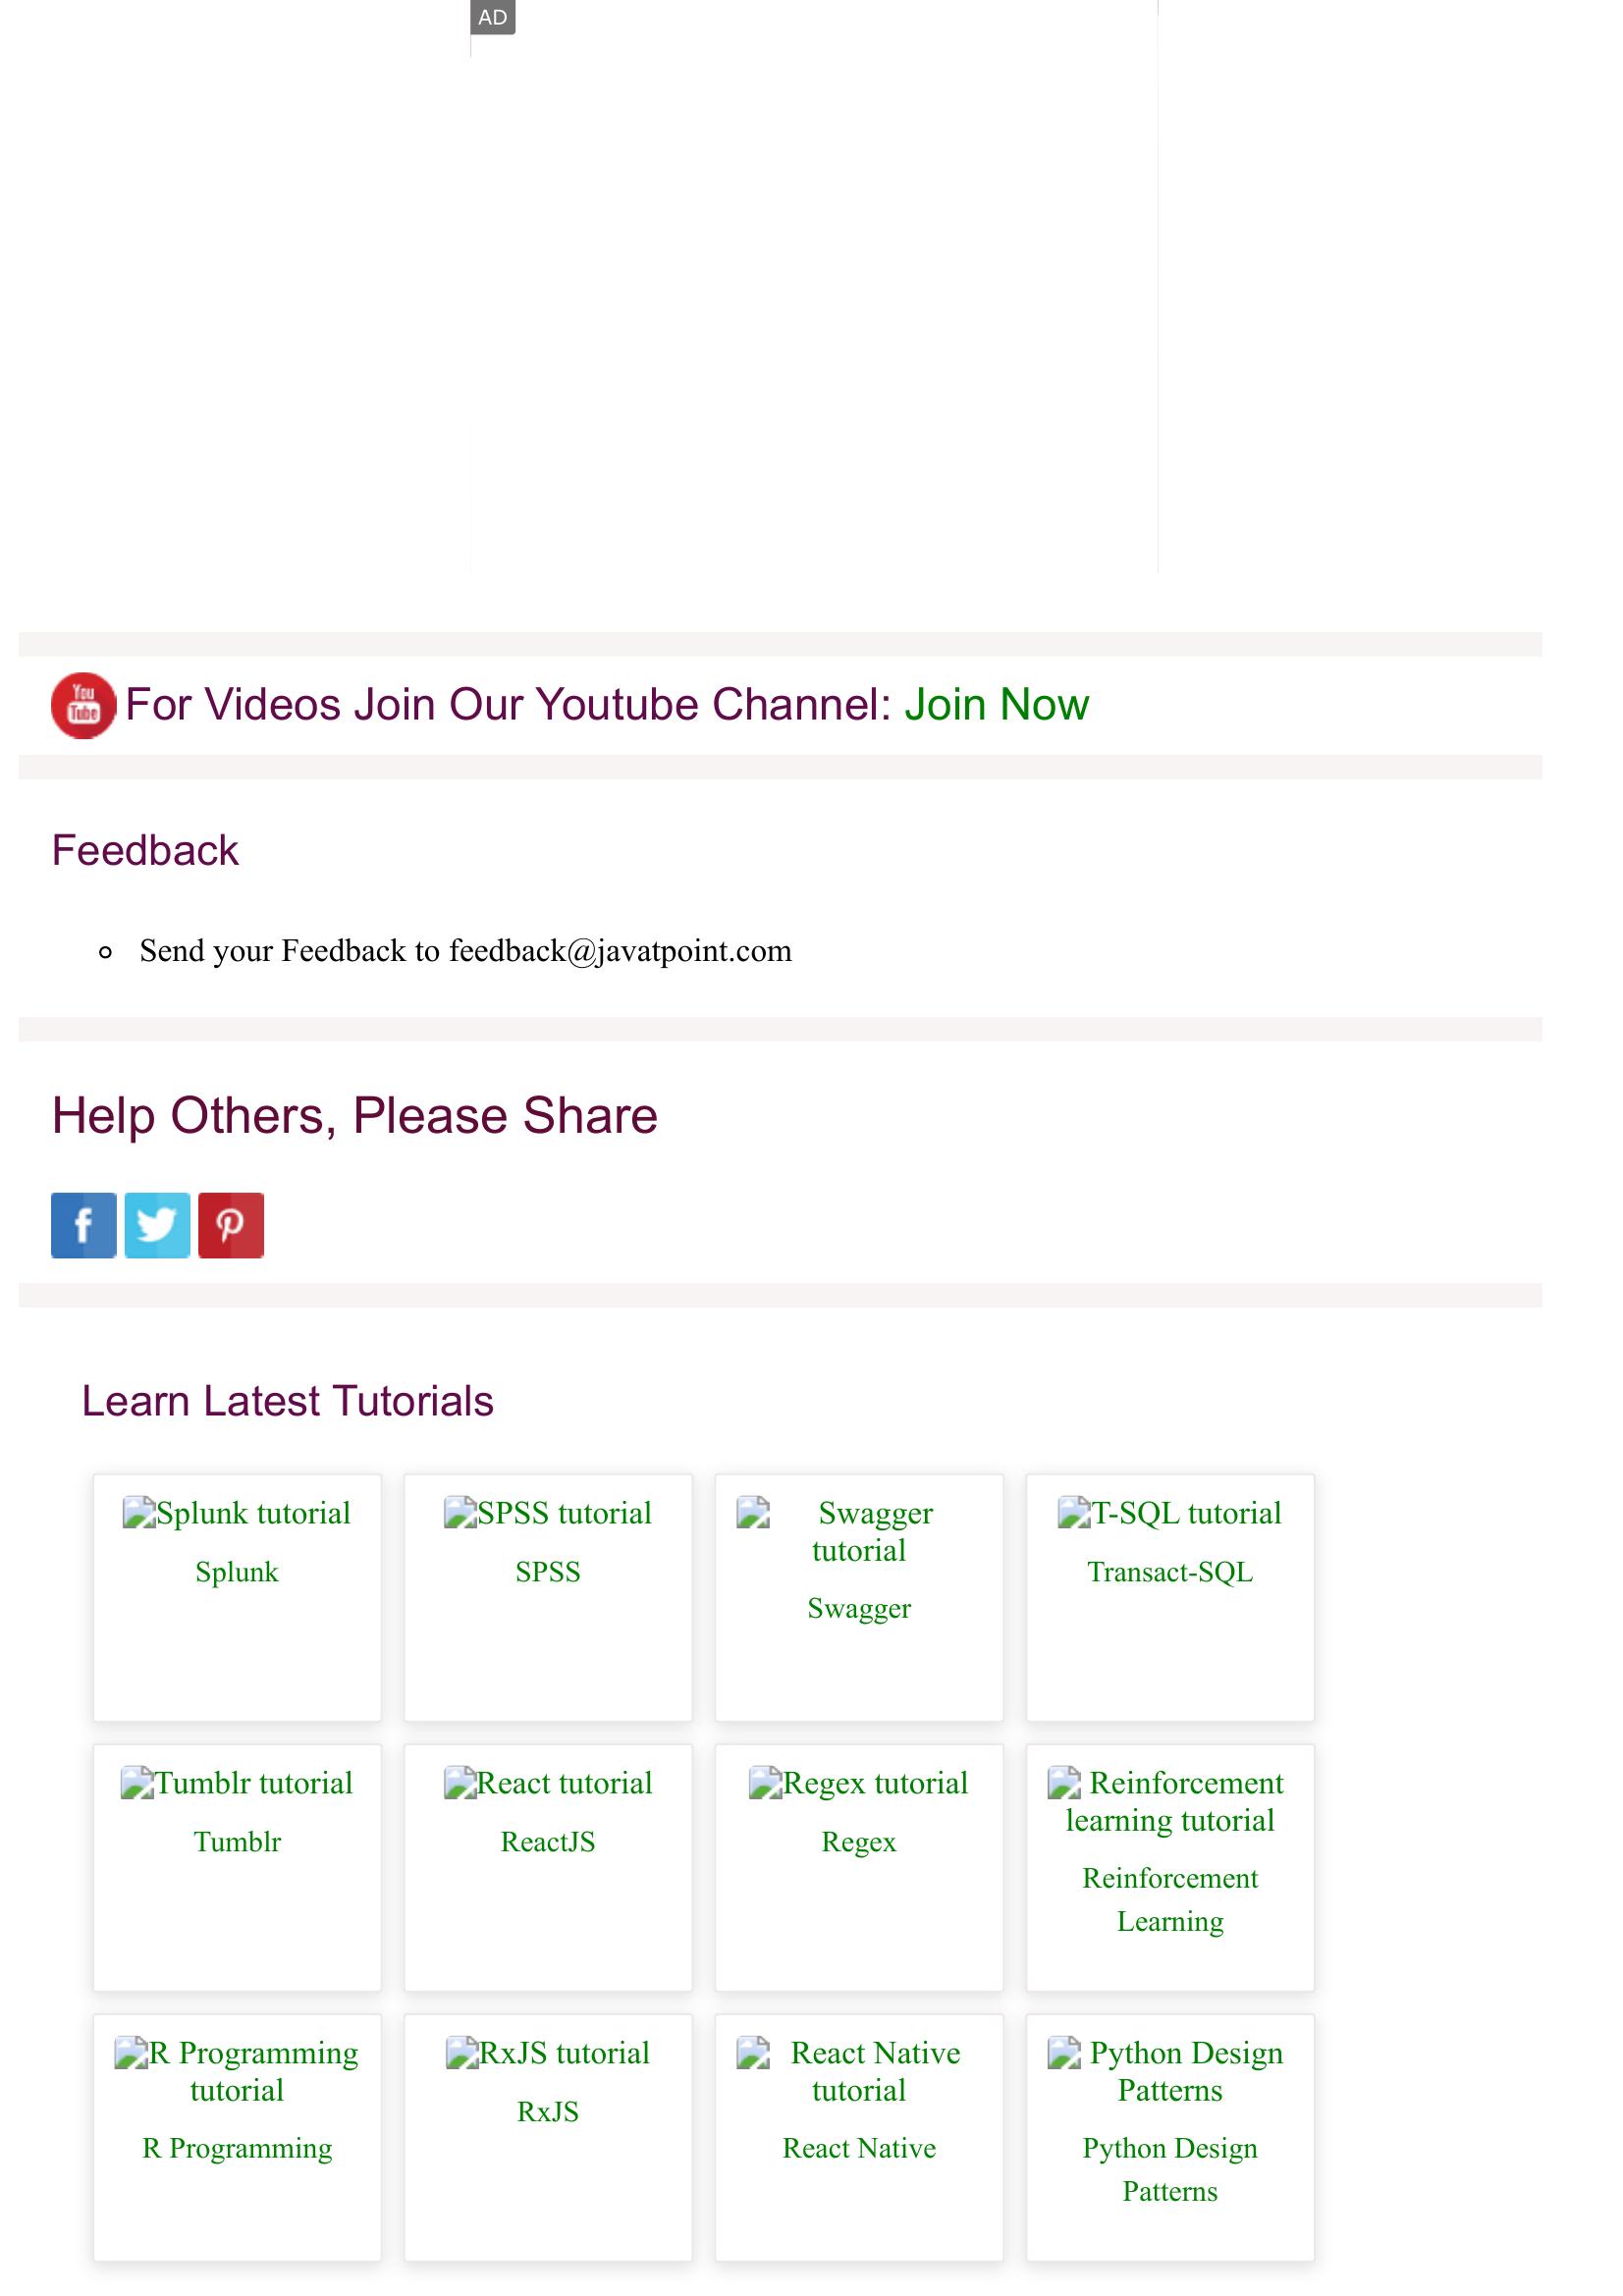 AD
You
Tube
For Videos Join Our Youtube Channel: Join Now
Feedback
Send your Feedback to feedback@javatpoint.com
Help Others, Please Share
f
Learn Latest Tutorials
Splunk tutorial
Splunk
SPSS tutorial
SPSS
Swagger
tutorial
Swagger
T-SQL tutorial
Transact-SQL
Tumblr tutorial
Tumblr
React tutorial
ReactJS
Regex tutorial
Regex
Reinforcement
learning tutorial
Reinforcement
Learning
R Programming
tutorial
R Programming
RxJS tutorial
RxJS
React Native
tutorial
React Native
Python Design
Patterns
Python Design
Patterns